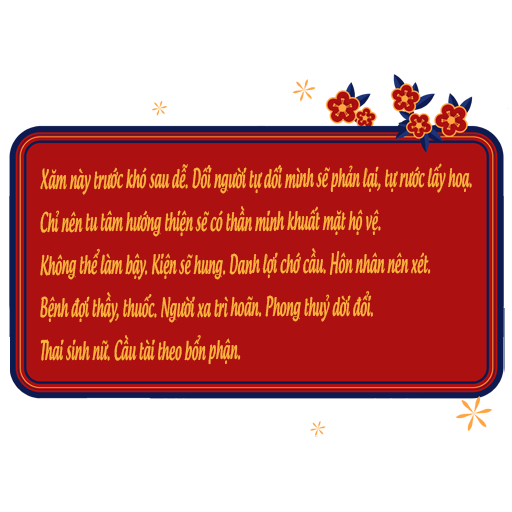 Xăm này trước khó sau dễ. Dối người tự dối mình sẽ phản lại, tự rước lấy hoạ.
Chỉ nên tu tâm hướng thiện sẽ có thần minh khuất mặt hộ vệ.
Không thể làm bậy. Kiện sẽ hung. Danh lợi chớ cầu. Hôn nhân nên xét.
Bệnh đợi thầy, thuốc. Người xa trì hoãn. Phong thuỷ dời đổi.
Thai sinh nữ. Cầu tài theo bổn phận.